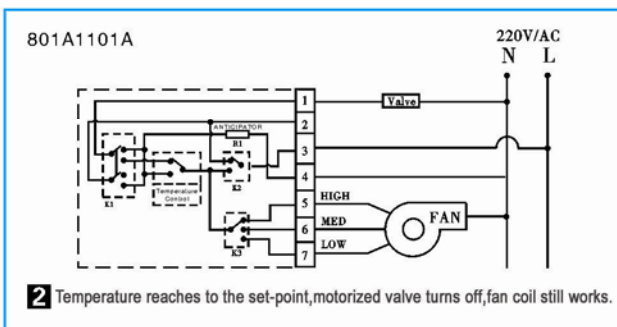 801A1101A
220V/AC
N L
1
Valve
2
ANTICIPATOR
R1
3
K2
4
K1
Temperature
Control
5
HIGH
6
MED
FAN
7
LOW
K3
2 Temperature reaches to the set-point,motorized valve turns off,fan coil still works.